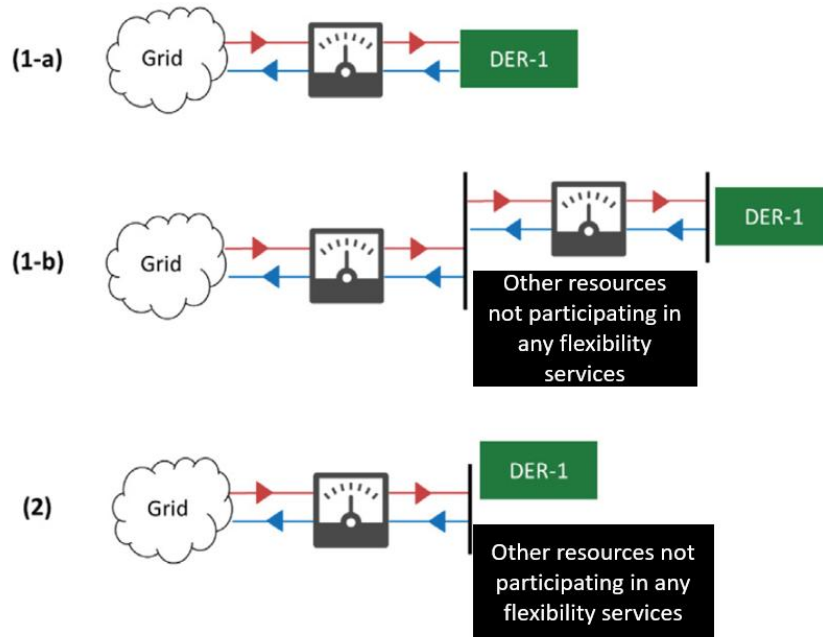 (1-a)
Grid
DER-1
(1-b)
Grid
DER-1
Other resources
not participating in
any flexibility
services
(2)
Grid
DER-1
Other resources not
participating in any
flexibility services